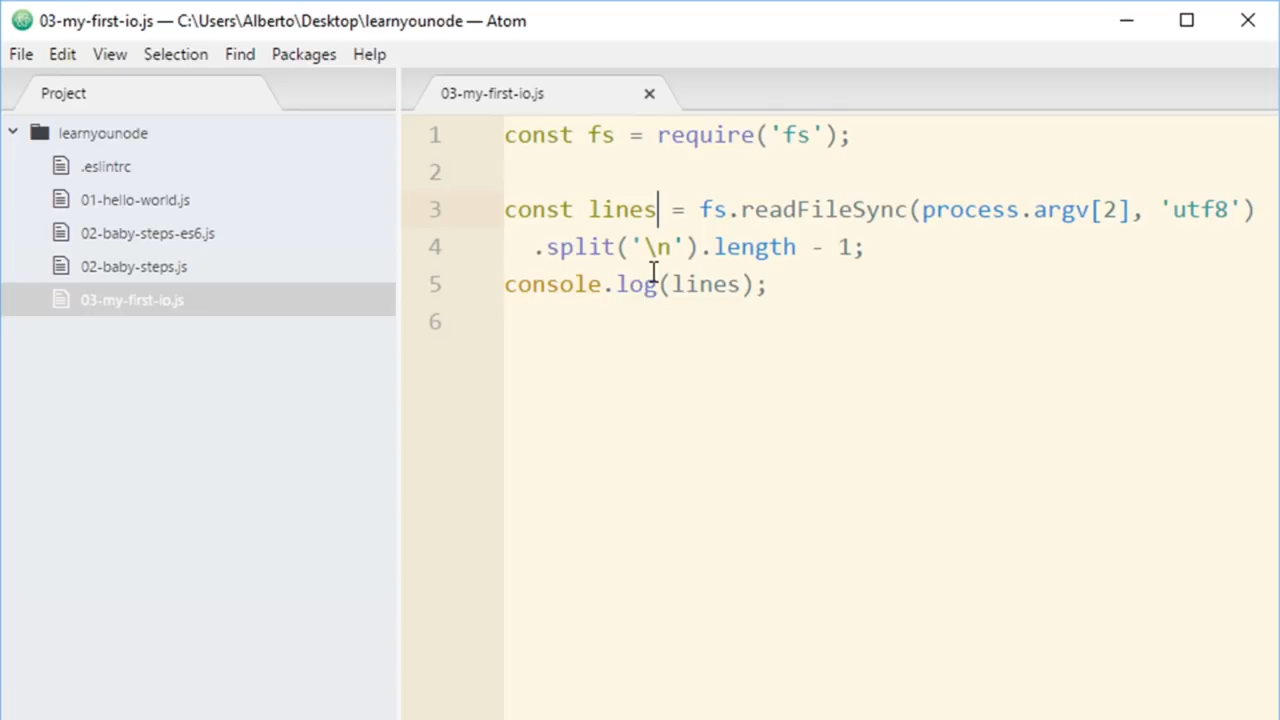 03-my-first-io.js — C:\Users\Alberto\Desktop\learnyounode — Atom
File Edit View Selection Find Packages Help
Project
learnyounode
.eslintrc
01-hello-world.js
02-baby-steps-es6.js
02-baby-steps.js
03-my-first-io.js
03-my-first-io.js
1 const fs = require('fs');
2
3 const lines = fs.readFileSync(process.argv[2], 'utf8')
4 .split('\n').length - 1;
5 console.log(lines);
6